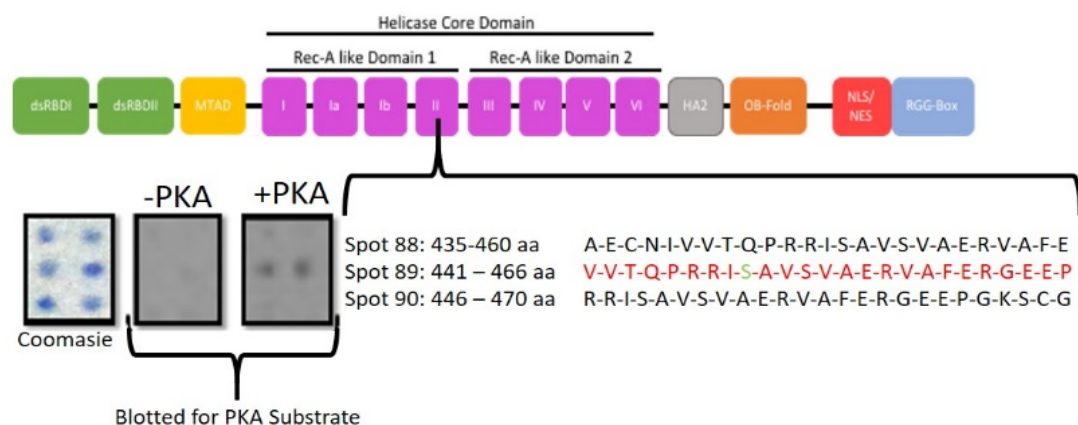 Helicase Core Domain
Rec-A like Domain 1 Rec-A like Domain 2
dsRBDI dsRBDII MTAD I Ia Ib II III IV V VI HA2 OB-Fold NLS/NES RGG-Box
-PKA +PKA
Spot 88: 435-460 aa A-E-C-N-I-V-V-T-Q-P-R-R-I-S-A-V-S-V-A-E-R-V-A-F-E
Spot 89: 441 – 466 aa V-V-T-Q-P-R-R-I-S-A-V-S-V-A-E-R-V-A-F-E-R-G-E-E-P
Spot 90: 446 – 470 aa R-R-I-S-A-V-S-V-A-E-R-V-A-F-E-R-G-E-E-P-G-K-S-C-G
Coomasie
Blotted for PKA Substrate